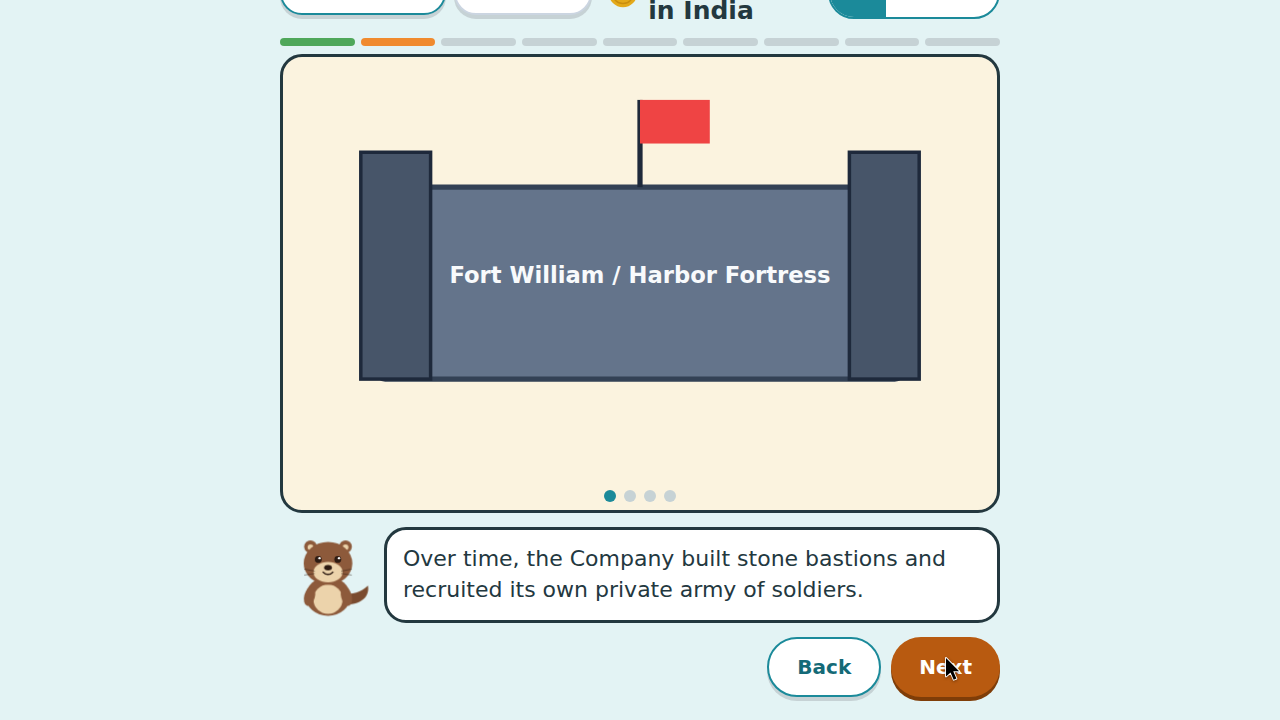 in India
Fort William / Harbor Fortress
Over time, the Company built stone bastions and
recruited its own private army of soldiers.
Back
Next